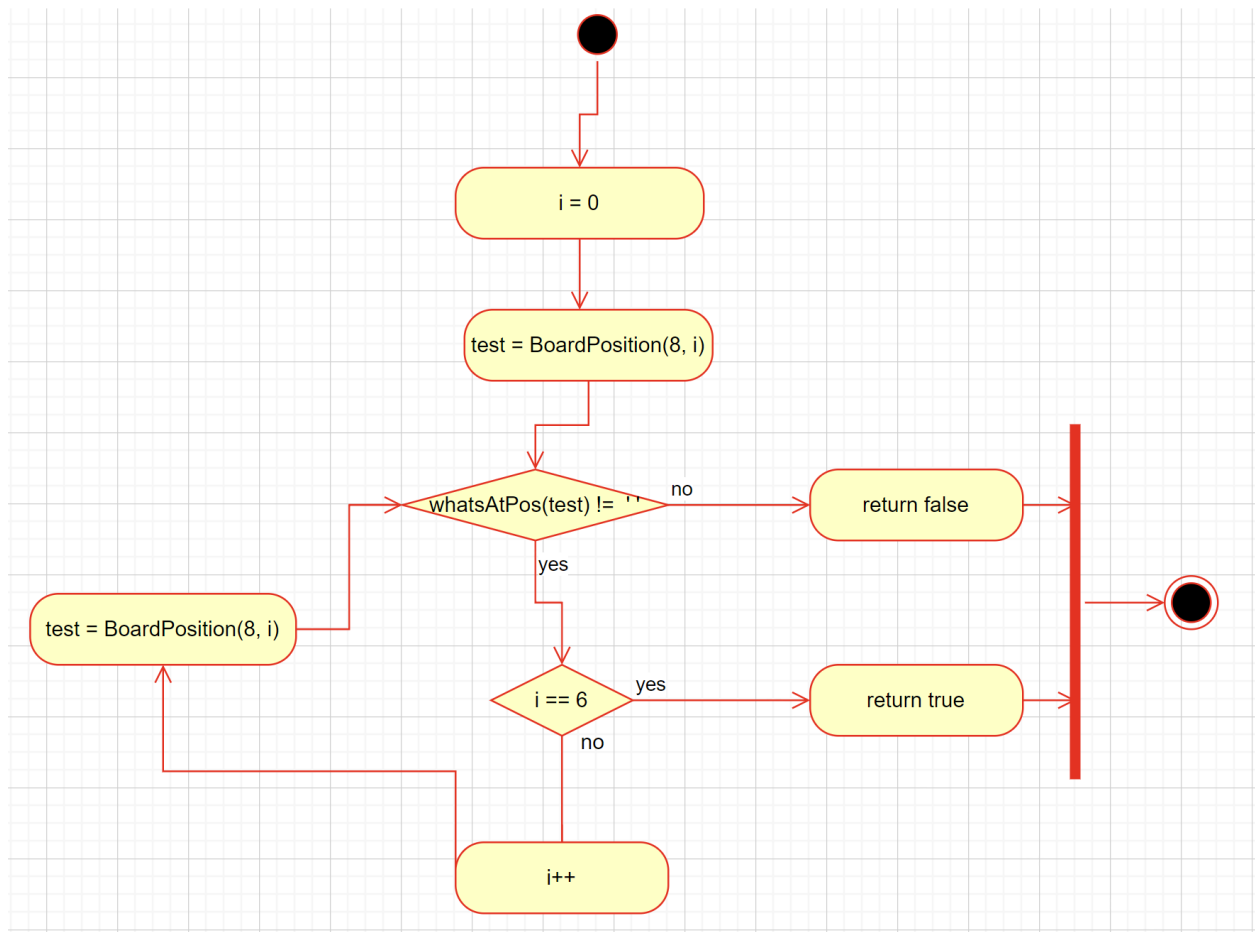 i = 0
test = BoardPosition(8, i)
whatsAtPos(test) != ' '
no
return false
yes
test = BoardPosition(8, i)
i == 6
yes
return true
no
i++